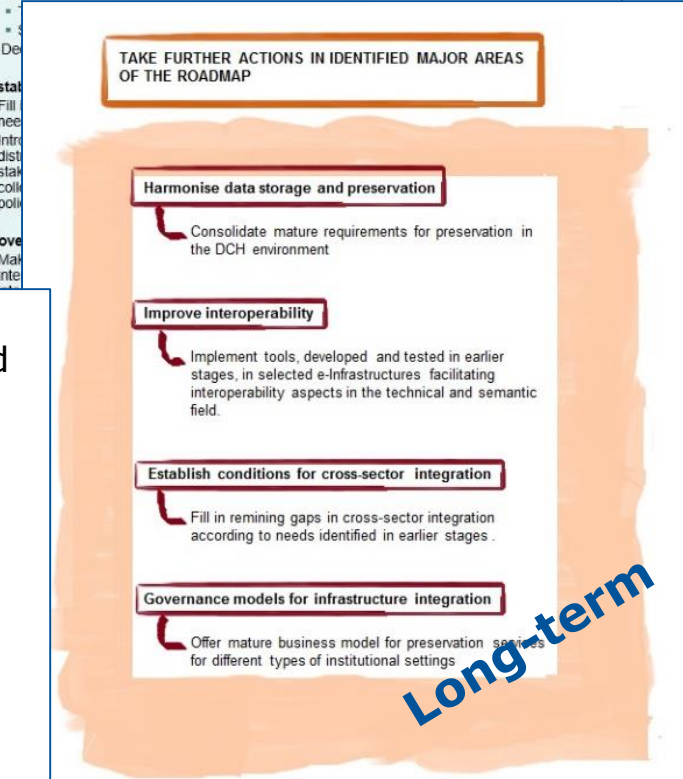 TAKE FURTHER ACTIONS IN IDENTIFIED MAJOR AREAS
OF THE ROADMAP
Harmonise data storage and preservation
Consolidate mature requirements for preservation in
the DCH environment
Improve interoperability
Implement tools, developed and tested in earlier
stages, in selected e-Infrastructures facilitating
interoperability aspects in the technical and semantic
field.
Establish conditions for cross-sector integration
Fill in remining gaps in cross-sector integration
according to needs identified in earlier stages .
Governance models for infrastructure integration
Offer mature business model for preservation services
for different types of institutional settings
Long-term